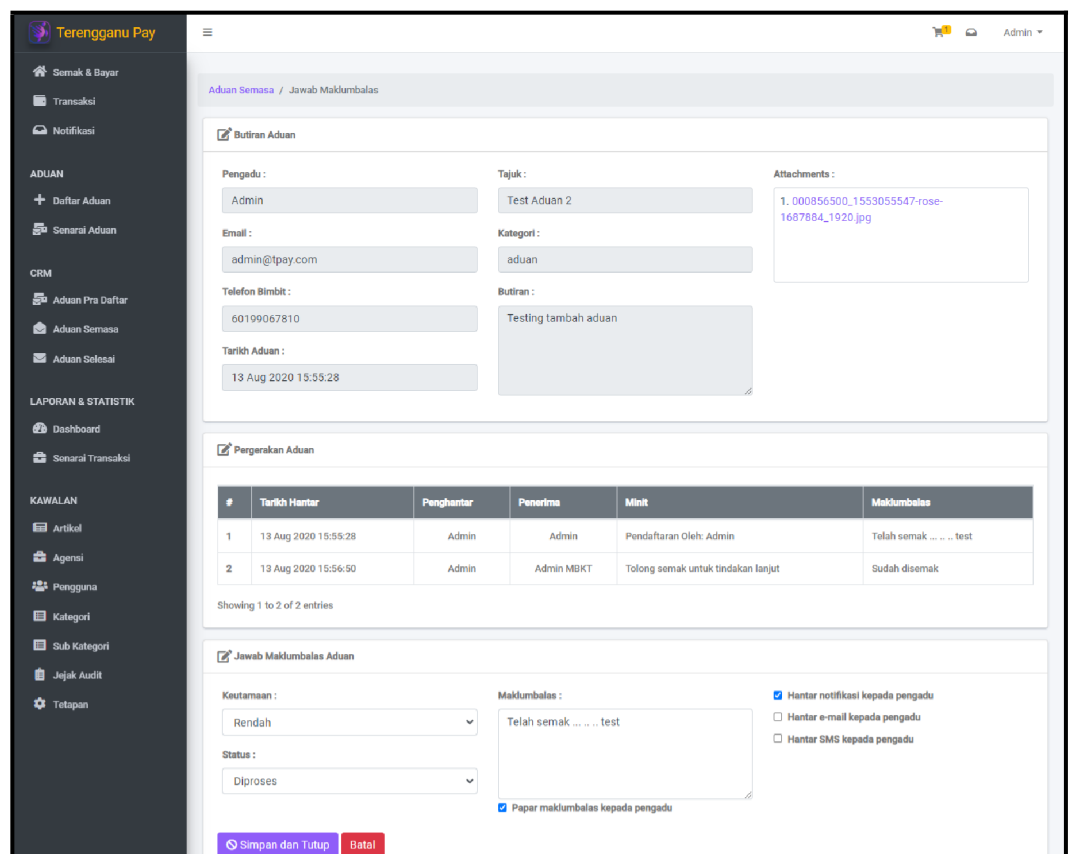 Terengganu Pay
1
Admin
Semak & Bayar
Transaksi
Notifikasi
ADUAN
Daftar Aduan
Senarai Aduan
CRM
Aduan Pra Daftar
Aduan Semasa
Aduan Selesai
LAPORAN & STATISTIK
Dashboard
Senarai Transaksi
KAWALAN
Artikel
Agensi
Pengguna
Kategori
Sub Kategori
Jejak Audit
Tetapan
Aduan Semasa / Jawab Maklumbalas
Butiran Aduan
Pengadu :
Admin
Email :
admin@tpay.com
Telefon Bimbit :
60199067810
Tarikh Aduan :
13 Aug 2020 15:55:28
Tajuk :
Test Aduan 2
Kategori :
aduan
Butiran :
Testing tambah aduan
Attachments :
1. 000856500_1553055547-rose-
1687884_1920.jpg
Pergerakan Aduan
# Tarikh Hantar Penghantar Penerima Minit Maklumbalas
1 13 Aug 2020 15:55:28 Admin Admin Pendaftaran Oleh: Admin Telah semak ... .. .. test
2 13 Aug 2020 15:56:50 Admin Admin MBKT Tolong semak untuk tindakan lanjut Sudah disemak
Showing 1 to 2 of 2 entries
Jawab Maklumbalas Aduan
Keutamaan :
Rendah
Status :
Diproses
Maklumbalas :
Telah semak ... .. .. test
Papar maklumbalas kepada pengadu
Hantar notifikasi kepada pengadu
Hantar e-mail kepada pengadu
Hantar SMS kepada pengadu
Simpan dan Tutup
Batal